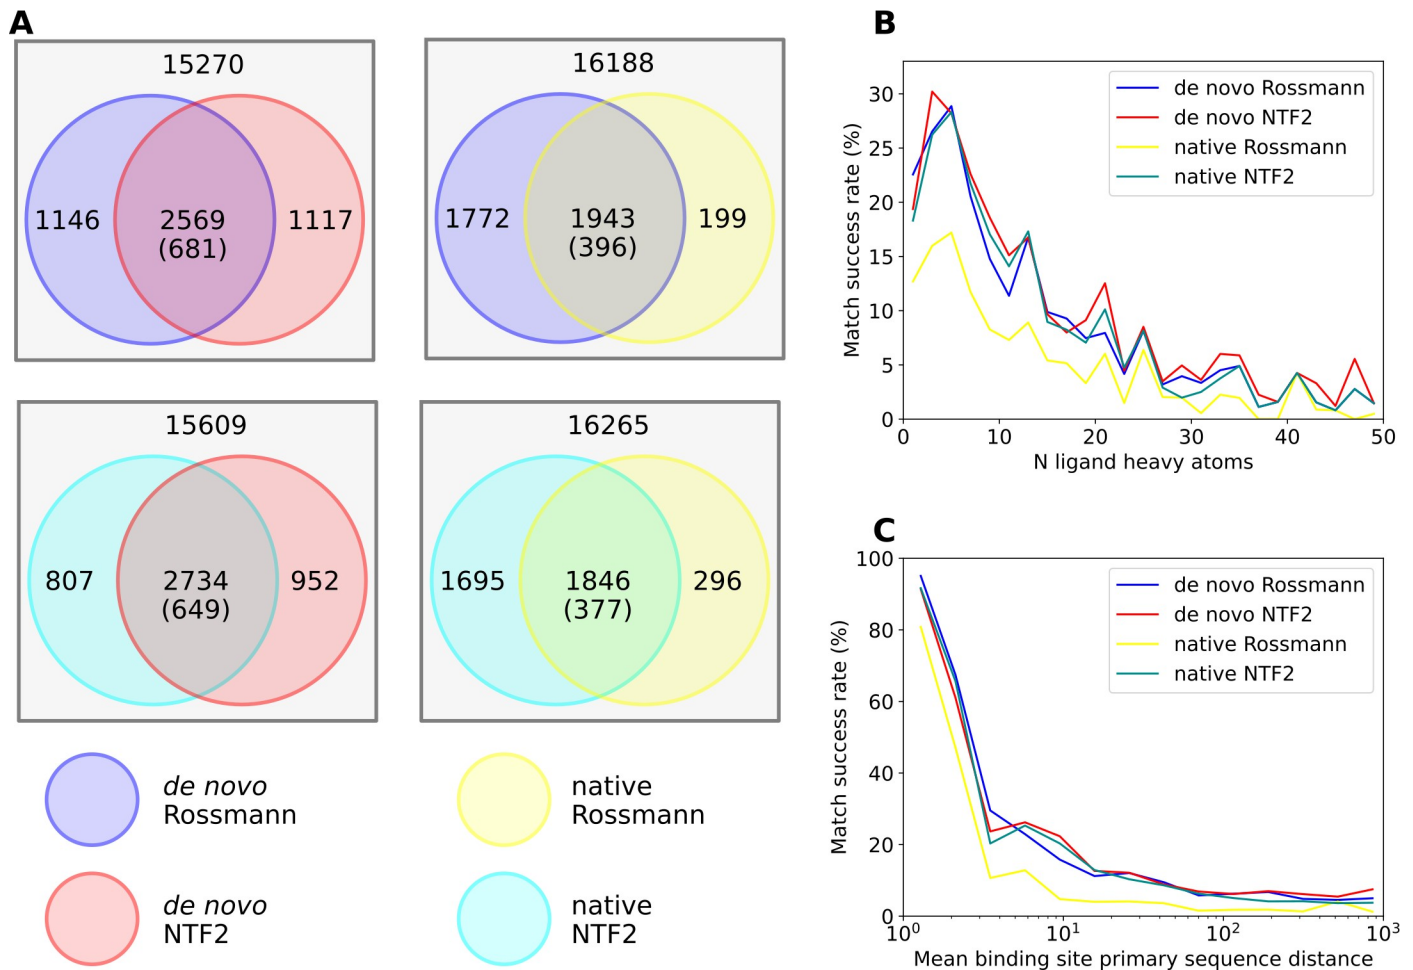 A
15270
1146
2569
(681)
1117
16188
1772
1943
(396)
199
15609
807
2734
(649)
952
16265
1695
1846
(377)
296
de novo
Rossmann
native
Rossmann
de novo
NTF2
native
NTF2
B
Match success rate (%)
30
25
20
15
10
5
0
0 10 20 30 40 50
N ligand heavy atoms
de novo Rossmann
de novo NTF2
native Rossmann
native NTF2
C
Match success rate (%)
100
80
60
40
20
0
10⁰ 10¹ 10² 10³
Mean binding site primary sequence distance
de novo Rossmann
de novo NTF2
native Rossmann
native NTF2